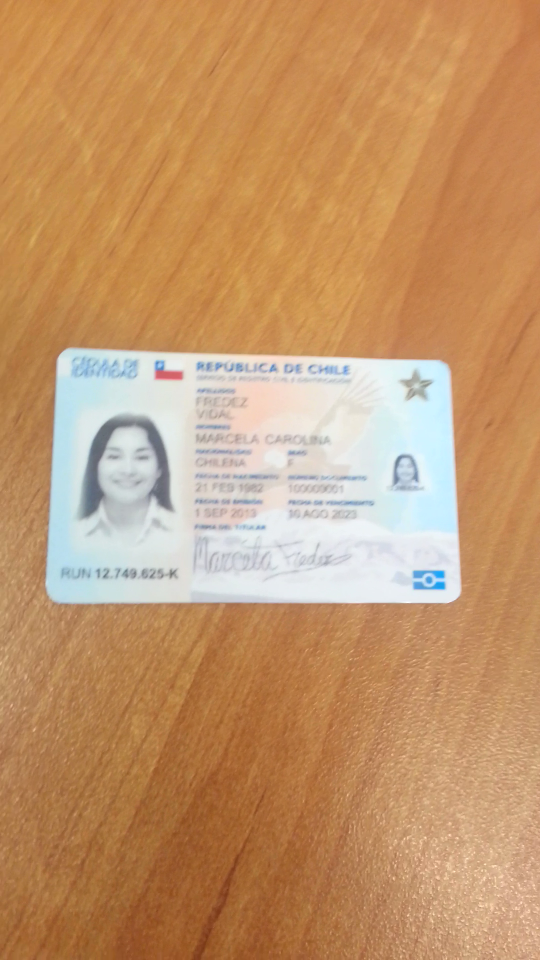 CÉDULA DE
IDENTIDAD
REPÚBLICA DE CHILE
SERVICIO DE REGISTRO CIVIL E IDENTIFICACIÓN
APELLIDOS
FREDEZ
VIDAL
NOMBRES
MARCELA CAROLINA
NACIONALIDAD SEXO
CHILENA F
FECHA DE NACIMIENTO NÚMERO DOCUMENTO
21 FEB 1982 100000001
FECHA DE EMISIÓN FECHA DE VENCIMIENTO
1 SEP 2013 30 AGO 2023
FIRMA DEL TITULAR
Marcela Fredez
RUN 12.749.625-K